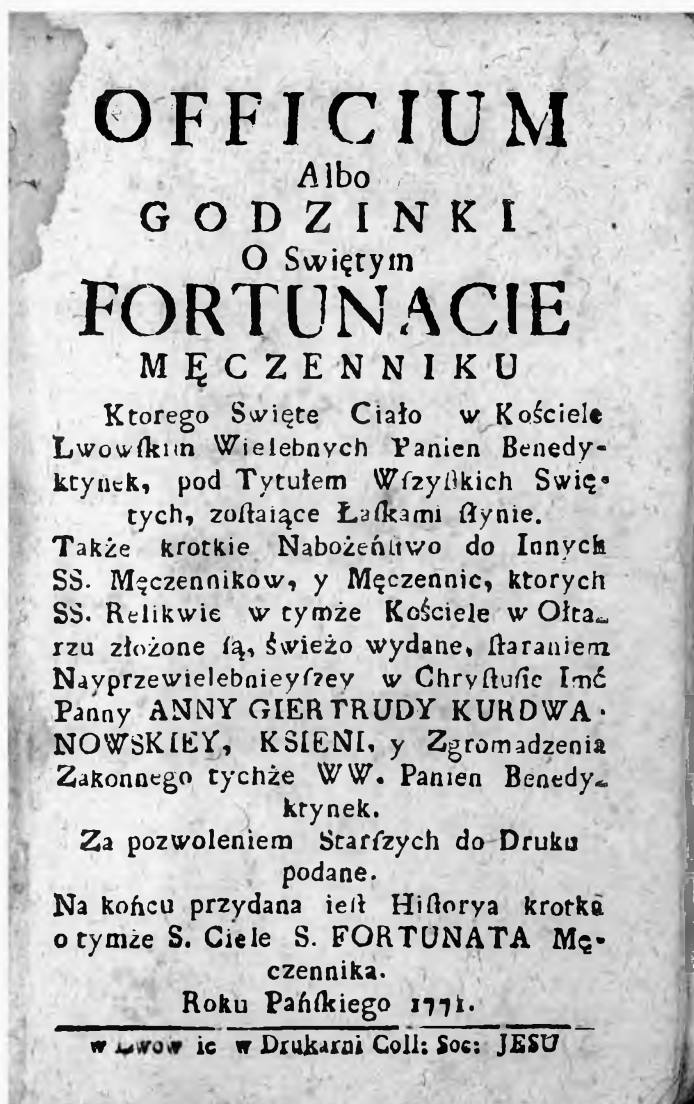 OFFICIUM
Albo
GODZINKI
O Swiętym
FORTUNACIE
MĘCZENNIKU
Ktorego Swięte Ciało w Kościele
Lwowſkim Wielebnych Panien Benedy-
ktynek, pod Tytułem Wſzyſtkich Swię-
tych, zoſtaiące Łaſkami ſłynie.
Także krotkie Nabożeńſtwo do Innych
SS. Męczennikow, y Męczennic, ktorych
SS. Relikwie w tymże Kościele w Ołta-
rzu złożone ſą, świeżo wydane, ſtaraniem
Nayprzewielebnieyſzey w Chryſtuſie Imć
Panny ANNY GIERTRUDY KURDWA-
NOWSKIEY, KSIENI, y Zgromadzenia
Zakonnego tychże WW. Panien Benedy-
ktynek.
Za pozwoleniem Starſzych do Druku
podane.
Na końcu przydana ieſt Hiſtorya krotka
o tymże S. Ciele S. FORTUNATA Mę-
czennika.
Roku Pańſkiego 1771.
w Lwowie w Drukarni Coll: Soc: JESU